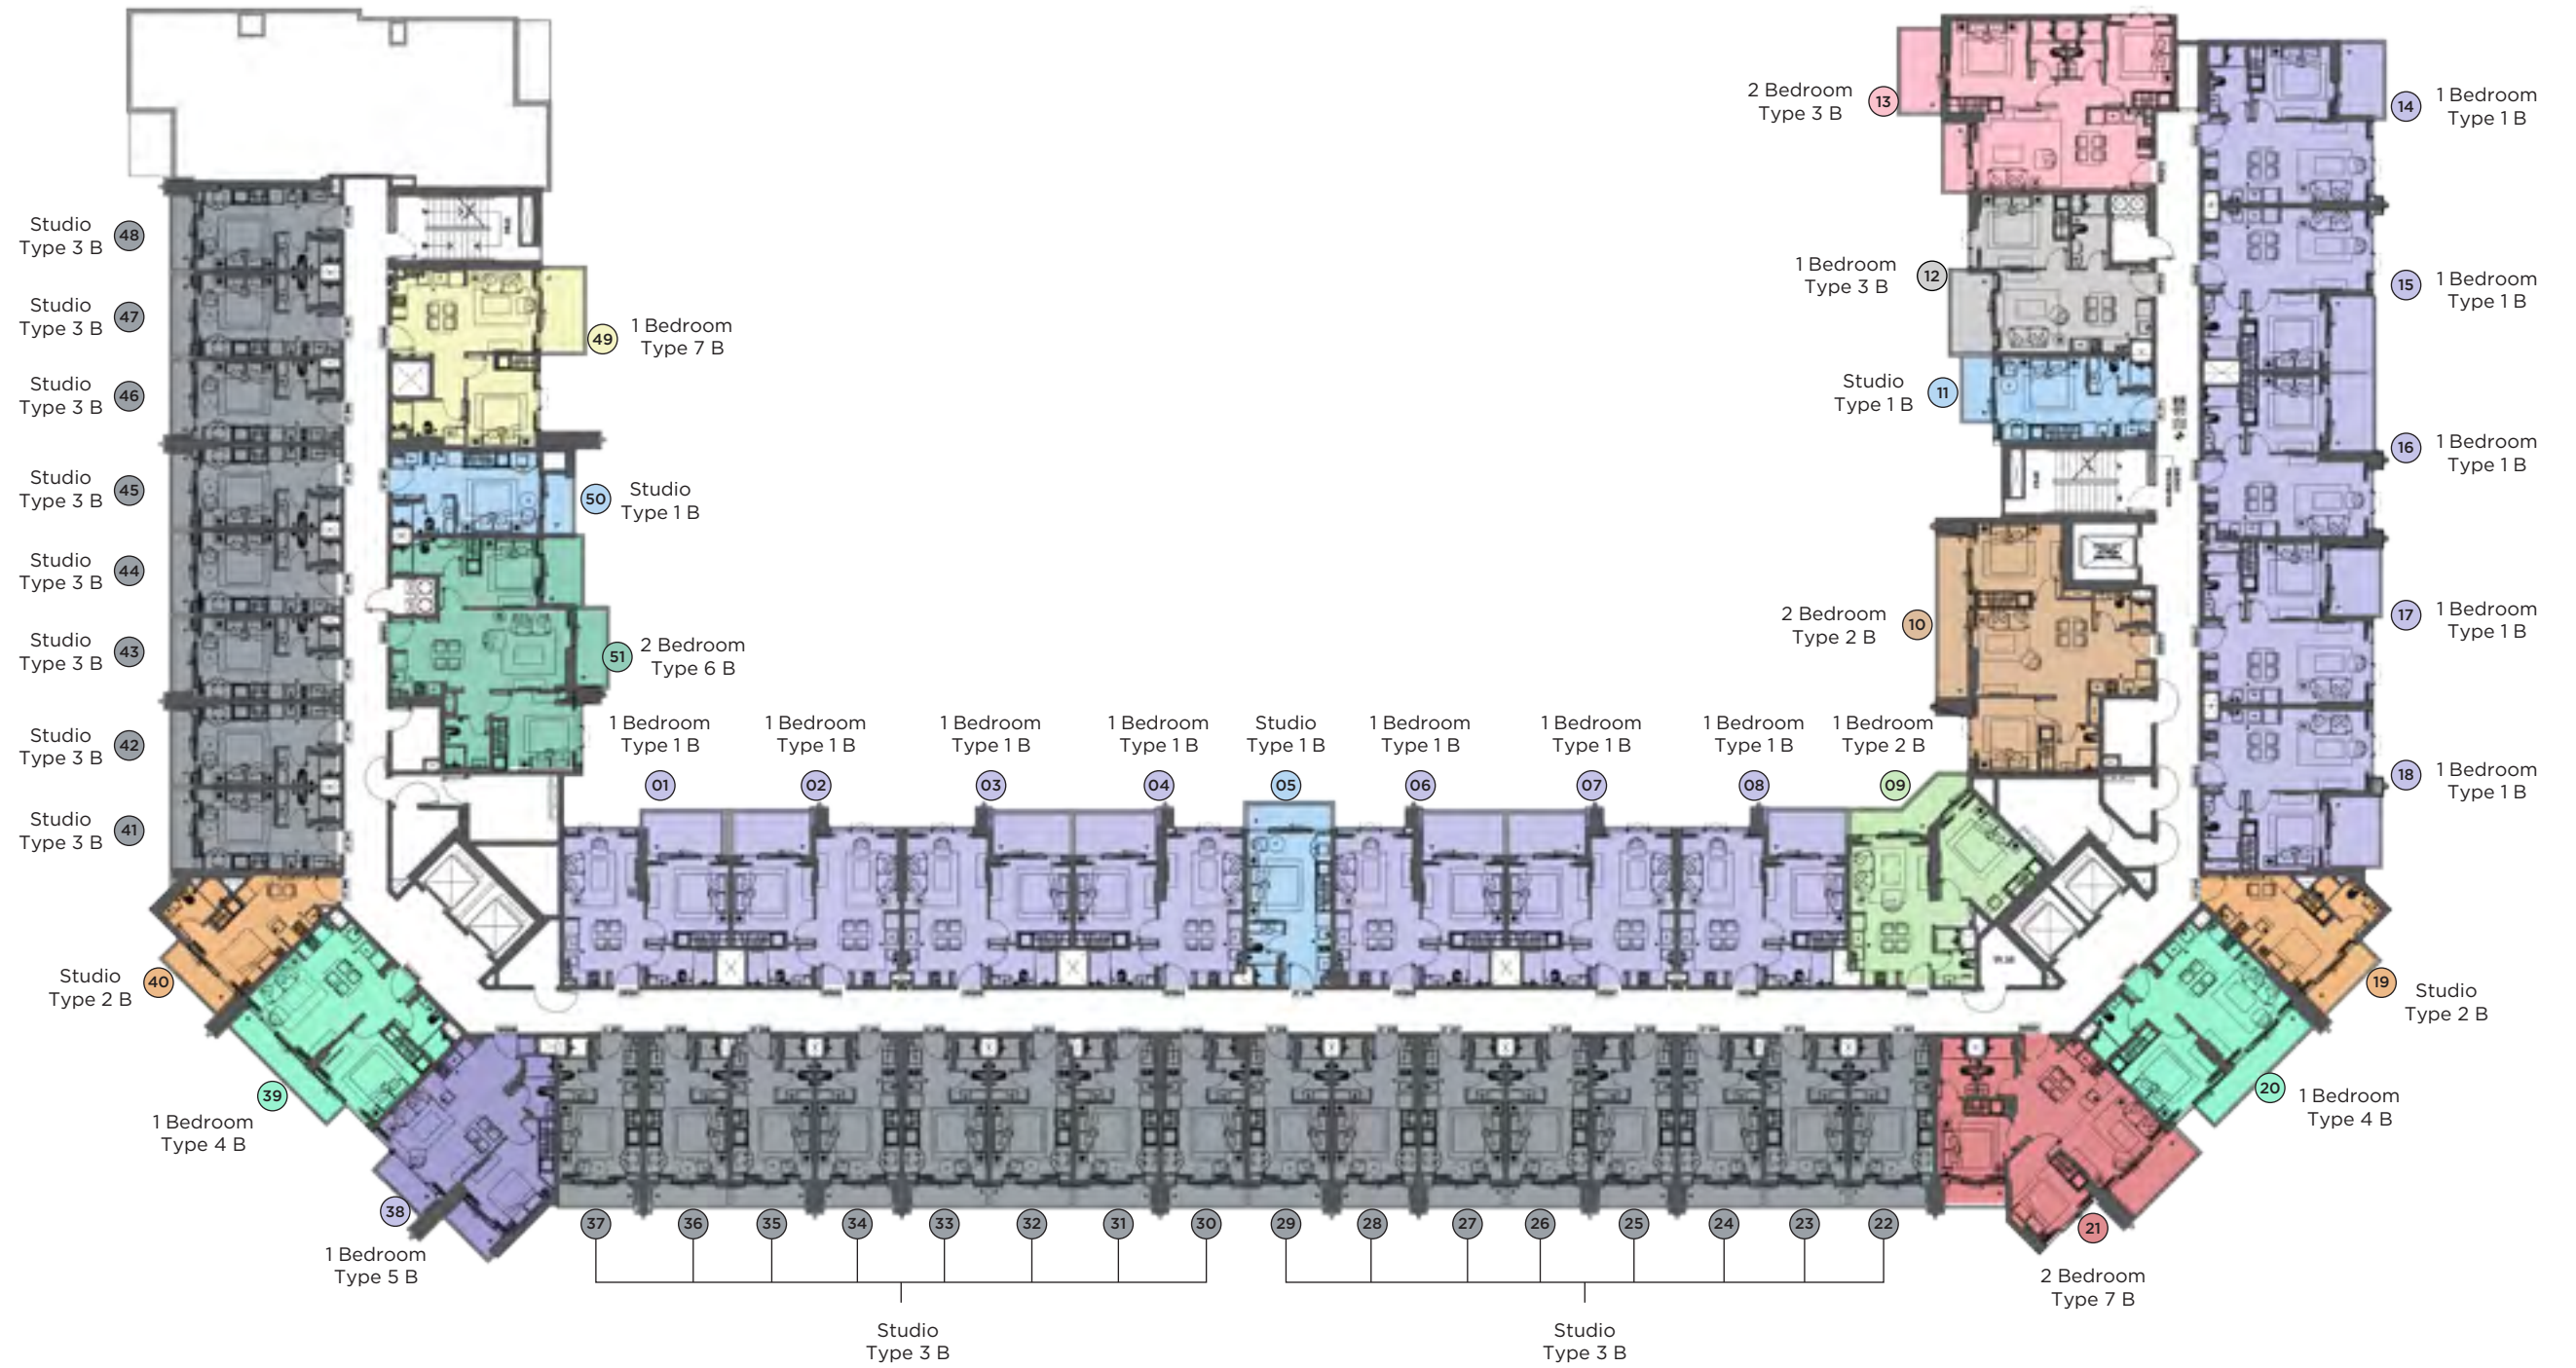 2 Bedroom
Type 3 B
13
14
1 Bedroom
Type 1 B
48
Studio
Type 3 B
47
Studio
Type 3 B
46
Studio
Type 3 B
45
Studio
Type 3 B
44
Studio
Type 3 B
43
Studio
Type 3 B
42
Studio
Type 3 B
41
Studio
Type 3 B
49
1 Bedroom
Type 7 B
50
Studio
Type 1 B
51
2 Bedroom
Type 6 B
1 Bedroom
Type 3 B
12
Studio
Type 1 B
11
2 Bedroom
Type 2 B
10
15
1 Bedroom
Type 1 B
16
1 Bedroom
Type 1 B
17
1 Bedroom
Type 1 B
18
1 Bedroom
Type 1 B
1 Bedroom
Type 1 B
01
1 Bedroom
Type 1 B
02
1 Bedroom
Type 1 B
03
1 Bedroom
Type 1 B
04
Studio
Type 1 B
05
1 Bedroom
Type 1 B
06
1 Bedroom
Type 1 B
07
1 Bedroom
Type 1 B
08
1 Bedroom
Type 2 B
09
Studio
Type 2 B
40
39
1 Bedroom
Type 4 B
38
1 Bedroom
Type 5 B
19
Studio
Type 2 B
20
1 Bedroom
Type 4 B
21
2 Bedroom
Type 7 B
37 36 35 34 33 32 31 30 29 28 27 26 25 24 23 22
Studio
Type 3 B
Studio
Type 3 B